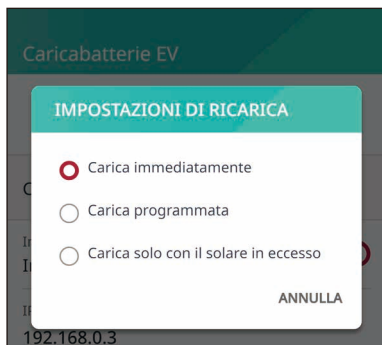 Caricabatterie EV
IMPOSTAZIONI DI RICARICA
Carica immediatamente
Carica programmata
Carica solo con il solare in eccesso
ANNULLA
192.168.0.3